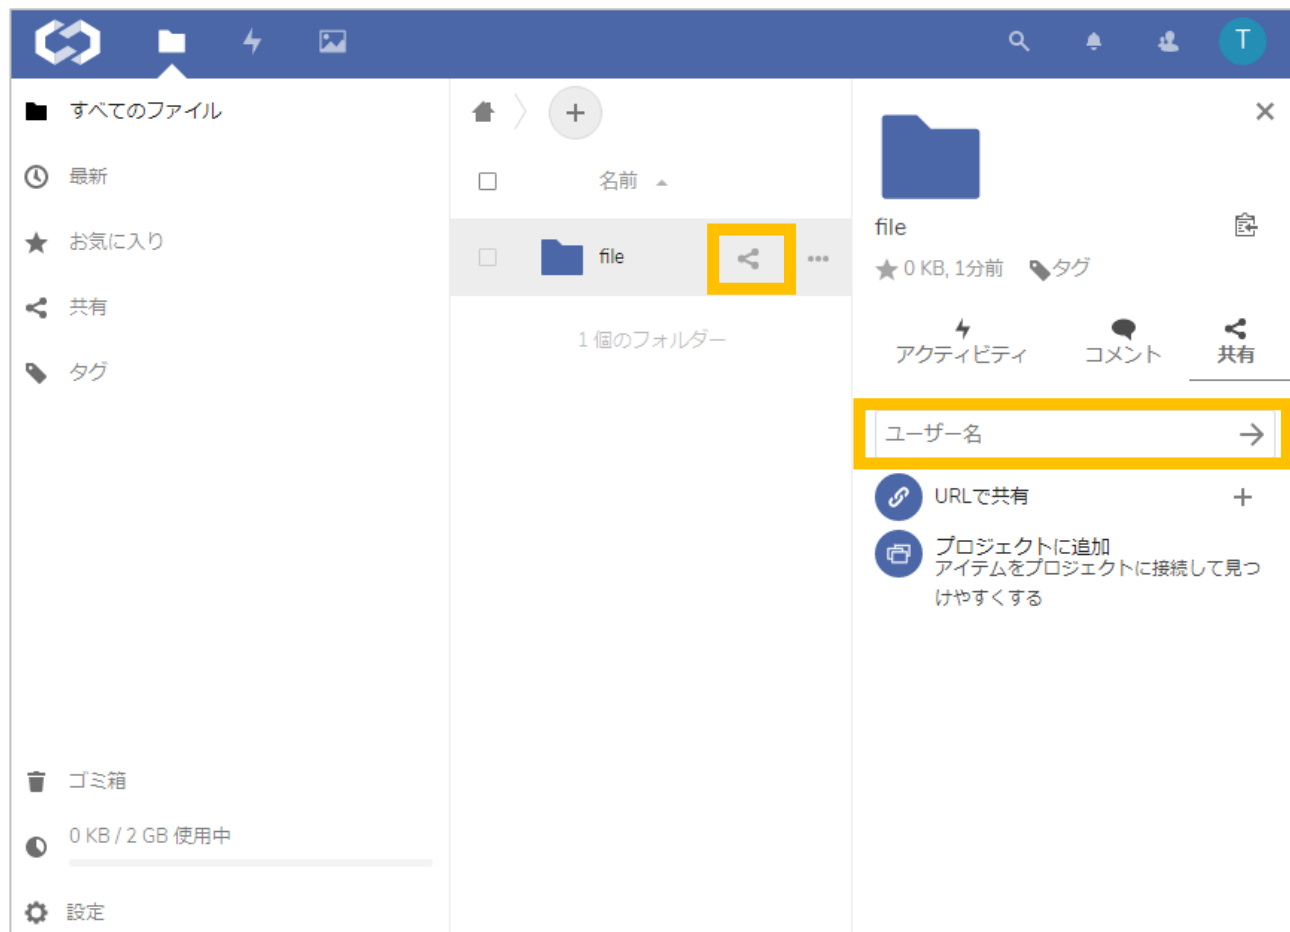 T
すべてのファイル
最新
お気に入り
共有
タグ
ゴミ箱
0 KB / 2 GB 使用中
設定
名前
file
1 個のフォルダー
file
0 KB, 1分前 タグ
アクティビティ コメント 共有
ユーザー名
URLで共有
プロジェクトに追加
アイテムをプロジェクトに接続して見つ
けやすくする